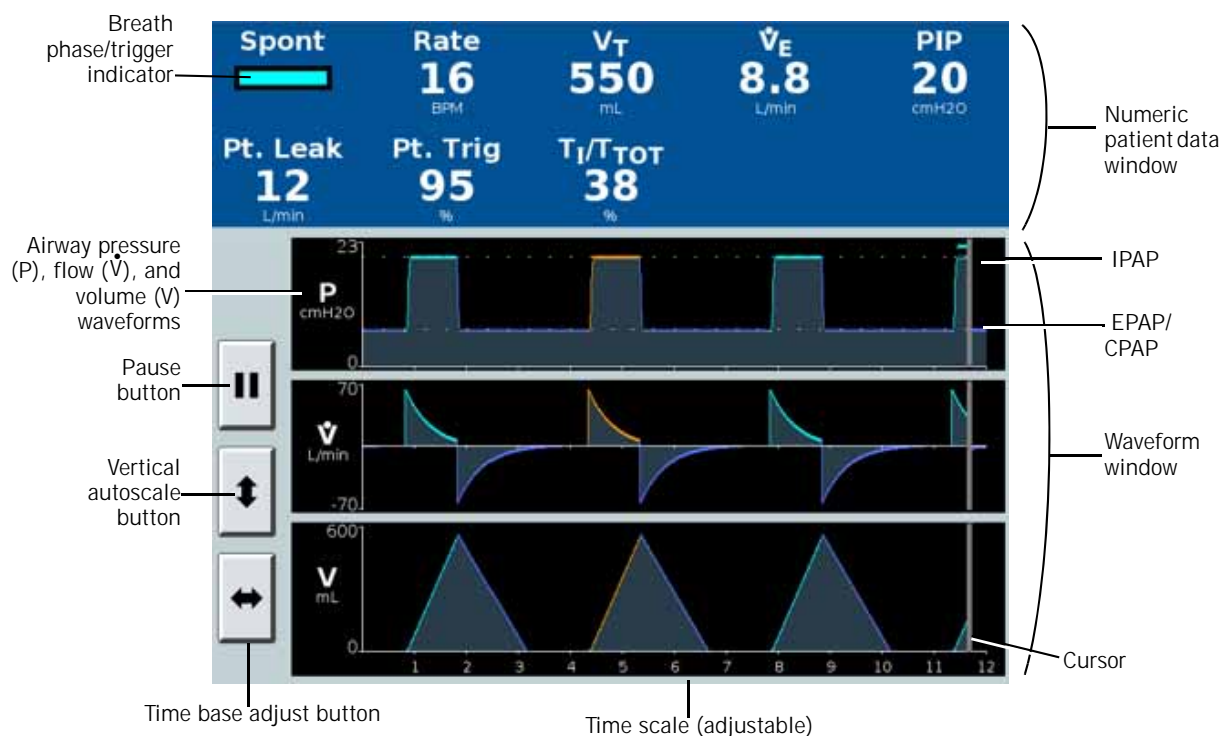 Breath
phase/trigger
indicator
Spont Rate VT V̇E PIP
16 550 8.8 20
BPM mL L/min cmH2O
Pt. Leak Pt. Trig TI/TTOT
12 95 38
L/min % %
Numeric
patient data
window
Airway pressure
(P), flow (V̇), and
volume (V)
waveforms
23
P
cmH2O
0
IPAP
EPAP/
CPAP
Pause
button
70
V̇
L/min
-70
Waveform
window
Vertical
autoscale
button
600
V
mL
0
1 2 3 4 5 6 7 8 9 10 11 12
Cursor
Time base adjust button
Time scale (adjustable)